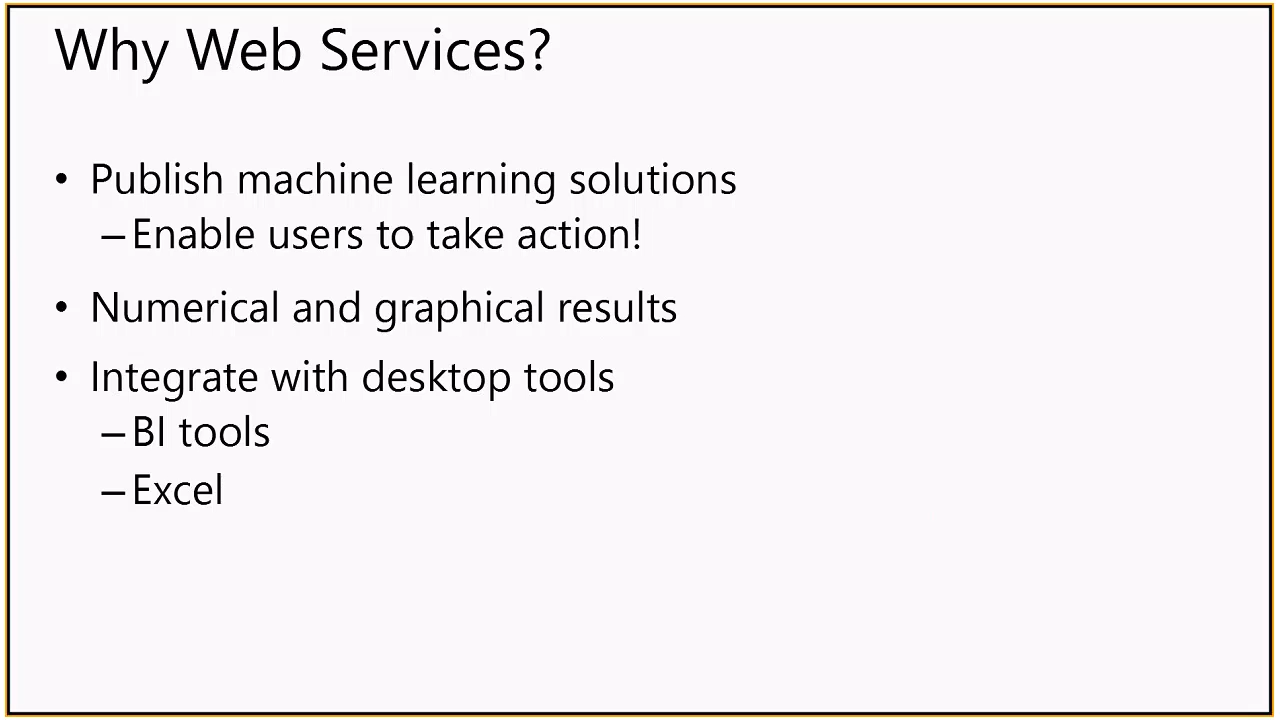 Why Web Services?
• Publish machine learning solutions
– Enable users to take action!
• Numerical and graphical results
• Integrate with desktop tools
– BI tools
– Excel